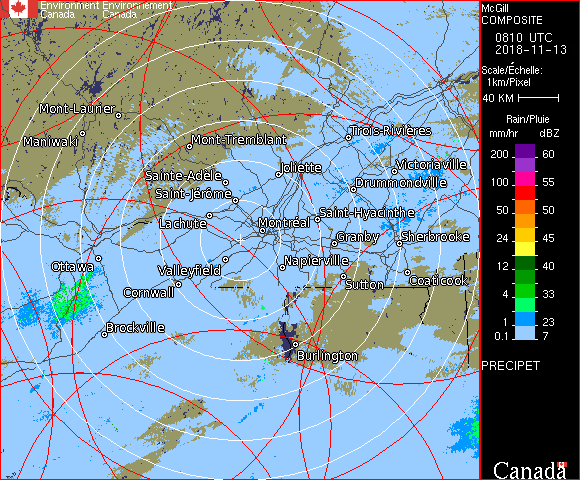 Environment Environnement
Canada Canada
McGill
COMPOSITE
0810 UTC
2018-11-13
Scale/Échelle:
1km/Pixel
40 KM
Rain/Pluie
mm/hr dBZ
200 60
100 55
50 50
24 45
12 40
4 33
1 23
0.1 7
PRECIPET
Canada
Mont-Laurier
Maniwaki
Mont-Tremblant
Trois-Rivières
Sainte-Adèle
Joliette
Victoriaville
Saint-Jérôme
Drummondville
Lachute
Montréal
Saint-Hyacinthe
Granby
Sherbrooke
Ottawa
Valleyfield
Napierville
Cornwall
Sutton
Coaticook
Brockville
Burlington